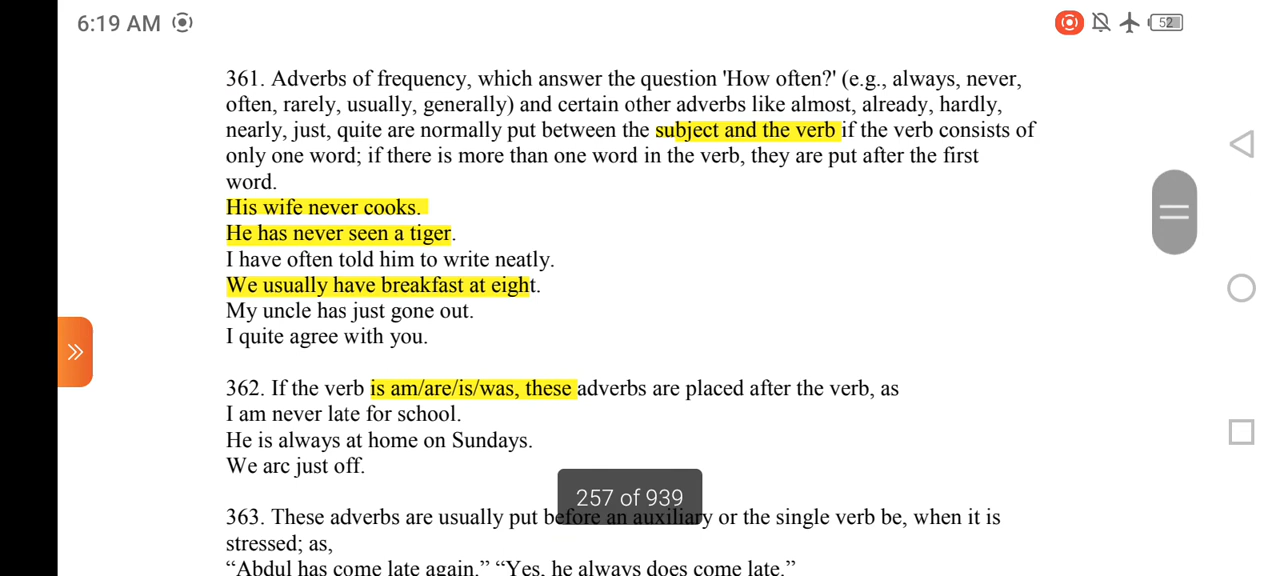 6:19 AM
52
361. Adverbs of frequency, which answer the question 'How often?' (e.g., always, never,
often, rarely, usually, generally) and certain other adverbs like almost, already, hardly,
nearly, just, quite are normally put between the subject and the verb if the verb consists of
only one word; if there is more than one word in the verb, they are put after the first
word.
His wife never cooks.
He has never seen a tiger.
I have often told him to write neatly.
We usually have breakfast at eight.
My uncle has just gone out.
I quite agree with you.
362. If the verb is am/are/is/was, these adverbs are placed after the verb, as
I am never late for school.
He is always at home on Sundays.
We arc just off.
257 of 939
363. These adverbs are usually put before an auxiliary or the single verb be, when it is
stressed; as,
“Abdul has come late again.” “Yes, he always does come late.”